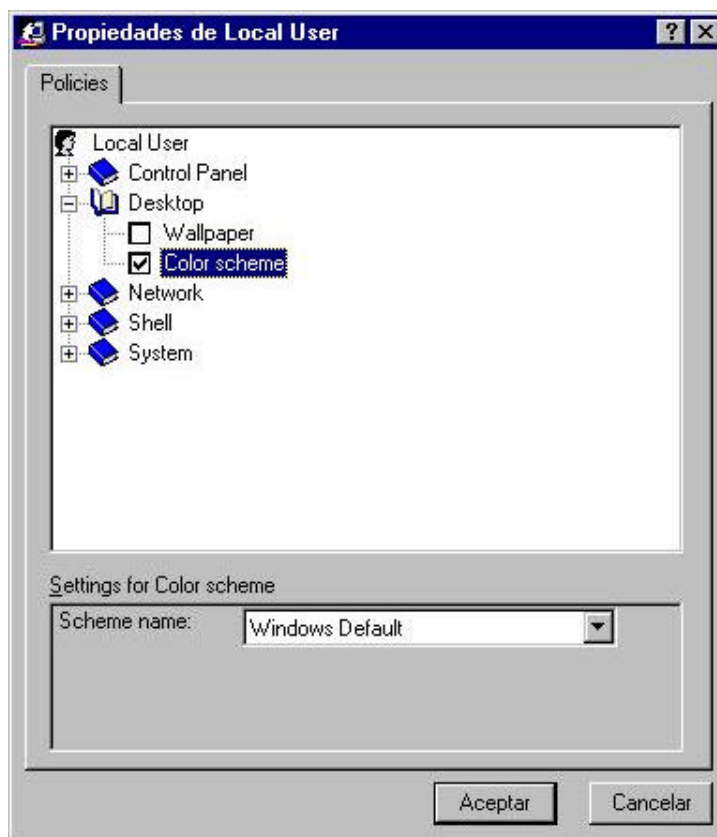 Propiedades de Local User
Policies
Local User
Control Panel
Desktop
Wallpaper
Color scheme
Network
Shell
System
Settings for Color scheme
Scheme name: Windows Default
Aceptar Cancelar